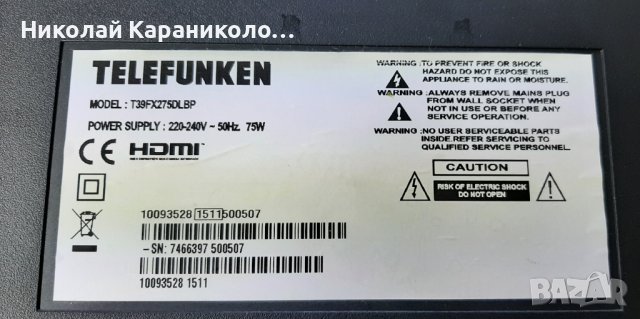 Николай Караниколо…
TELEFUNKEN
MODEL : T39FX275DLBP
POWER SUPPLY : 220-240V ~ 50Hz. 75W
CE HDMI
WARNING :TO PREVENT FIRE OR SHOCK
HAZARD DO NOT EXPOSE THIS
APPLIANCE TO RAIN OR MOISTURE.
WARNING :ALWAYS REMOVE MAINS PLUG
FROM WALL SOCKET WHEN
NOT IN USE OR BEFORE ANY
SERVICE OPERATION.
WARNING :NO USER SERVICEABLE PARTS
INSIDE REFER SERVICING TO
QUALIFIED SERVICE PERSONNEL.
CAUTION
RISK OF ELECTRIC SHOCK
DO NOT OPEN
10093528 1511 500507
-SN: 7466397 500507
10093528 1511
BAZAR